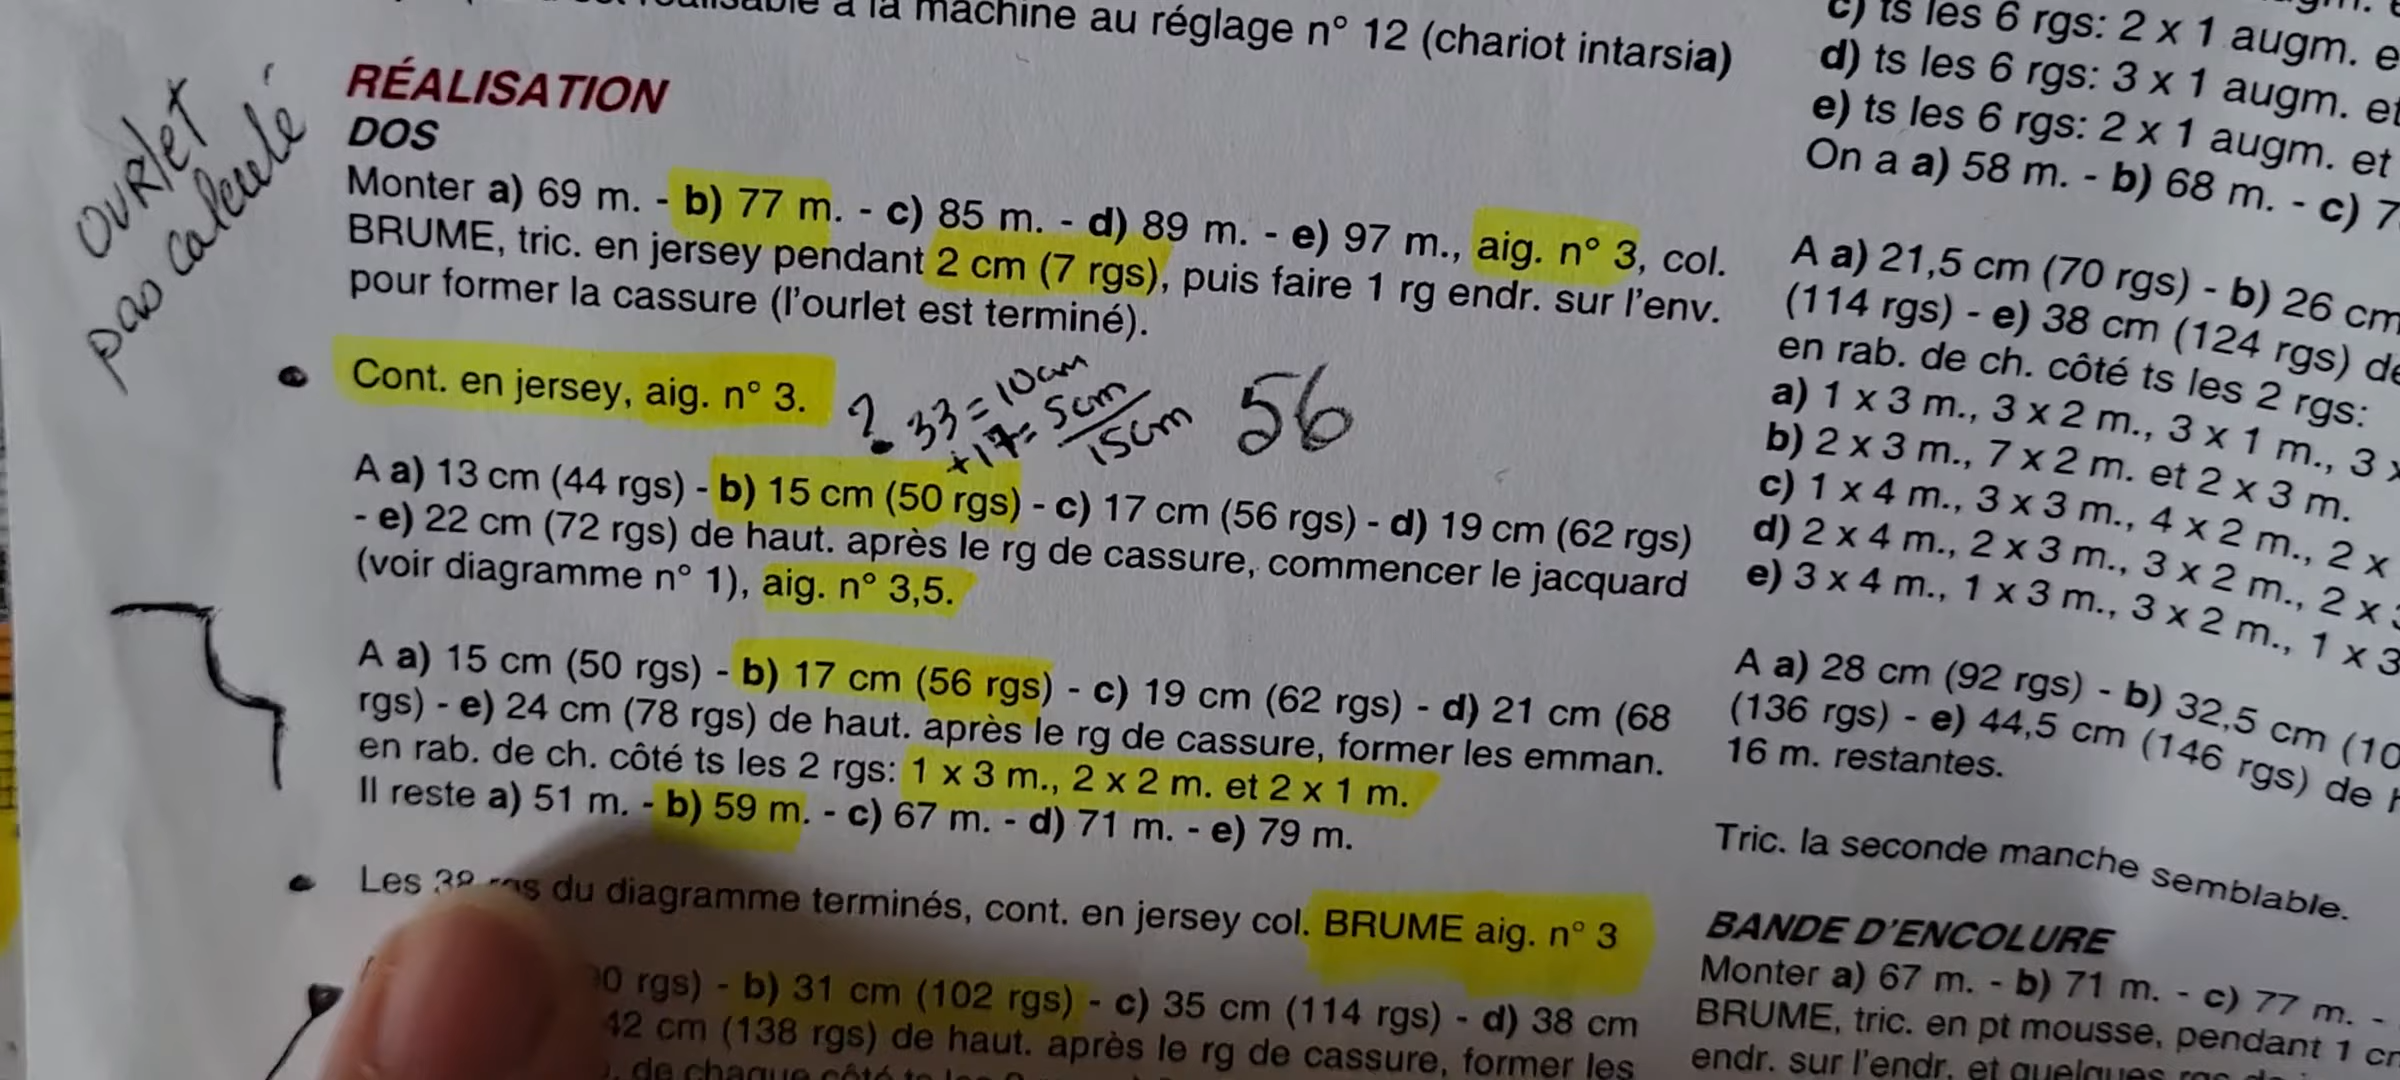 à la machine au réglage n° 12 (chariot intarsia)
OURLET
pas calculé
RÉALISATION
DOS
Monter a) 69 m. - b) 77 m. - c) 85 m. - d) 89 m. - e) 97 m., aig. n° 3, col.
BRUME, tric. en jersey pendant 2 cm (7 rgs), puis faire 1 rg endr. sur l'env.
pour former la cassure (l'ourlet est terminé).
Cont. en jersey, aig. n° 3.
? 33 = 10cm
+17 = 5cm
15cm
56
A a) 13 cm (44 rgs) - b) 15 cm (50 rgs) - c) 17 cm (56 rgs) - d) 19 cm (62 rgs)
- e) 22 cm (72 rgs) de haut. après le rg de cassure, commencer le jacquard
(voir diagramme n° 1), aig. n° 3,5.
A a) 15 cm (50 rgs) - b) 17 cm (56 rgs) - c) 19 cm (62 rgs) - d) 21 cm (68
rgs) - e) 24 cm (78 rgs) de haut. après le rg de cassure, former les emman.
en rab. de ch. côté ts les 2 rgs: 1 x 3 m., 2 x 2 m. et 2 x 1 m.
Il reste a) 51 m. - b) 59 m. - c) 67 m. - d) 71 m. - e) 79 m.
Les du diagramme terminés, cont. en jersey col. BRUME aig. n° 3
rgs) - b) 31 cm (102 rgs) - c) 35 cm (114 rgs) - d) 38 cm
42 cm (138 rgs) de haut. après le rg de cassure, former les
de chaque côté
c) ts les 6 rgs: 2 x 1 augm. e
d) ts les 6 rgs: 3 x 1 augm. et
e) ts les 6 rgs: 2 x 1 augm. et
On a a) 58 m. - b) 68 m. - c) 7
A a) 21,5 cm (70 rgs) - b) 26 cm
(114 rgs) - e) 38 cm (124 rgs) de
en rab. de ch. côté ts les 2 rgs:
a) 1 x 3 m., 3 x 2 m., 3 x 1 m., 3 x
b) 2 x 3 m., 7 x 2 m. et 2 x 3 m.
c) 1 x 4 m., 3 x 3 m., 4 x 2 m., 2 x
d) 2 x 4 m., 2 x 3 m., 3 x 2 m., 2 x
e) 3 x 4 m., 1 x 3 m., 3 x 2 m., 1 x 3
A a) 28 cm (92 rgs) - b) 32,5 cm (10
(136 rgs) - e) 44,5 cm (146 rgs) de
16 m. restantes.
Tric. la seconde manche semblable.
BANDE D'ENCOLURE
Monter a) 67 m. - b) 71 m. - c) 77 m. -
BRUME, tric. en pt mousse, pendant 1 c
endr. sur l'endr. et quelques